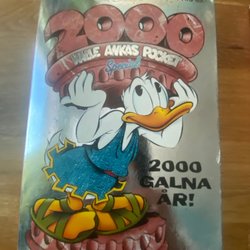 2000
KALLE ANKAS POCKET
Special
2000
GALNA
ÅR!